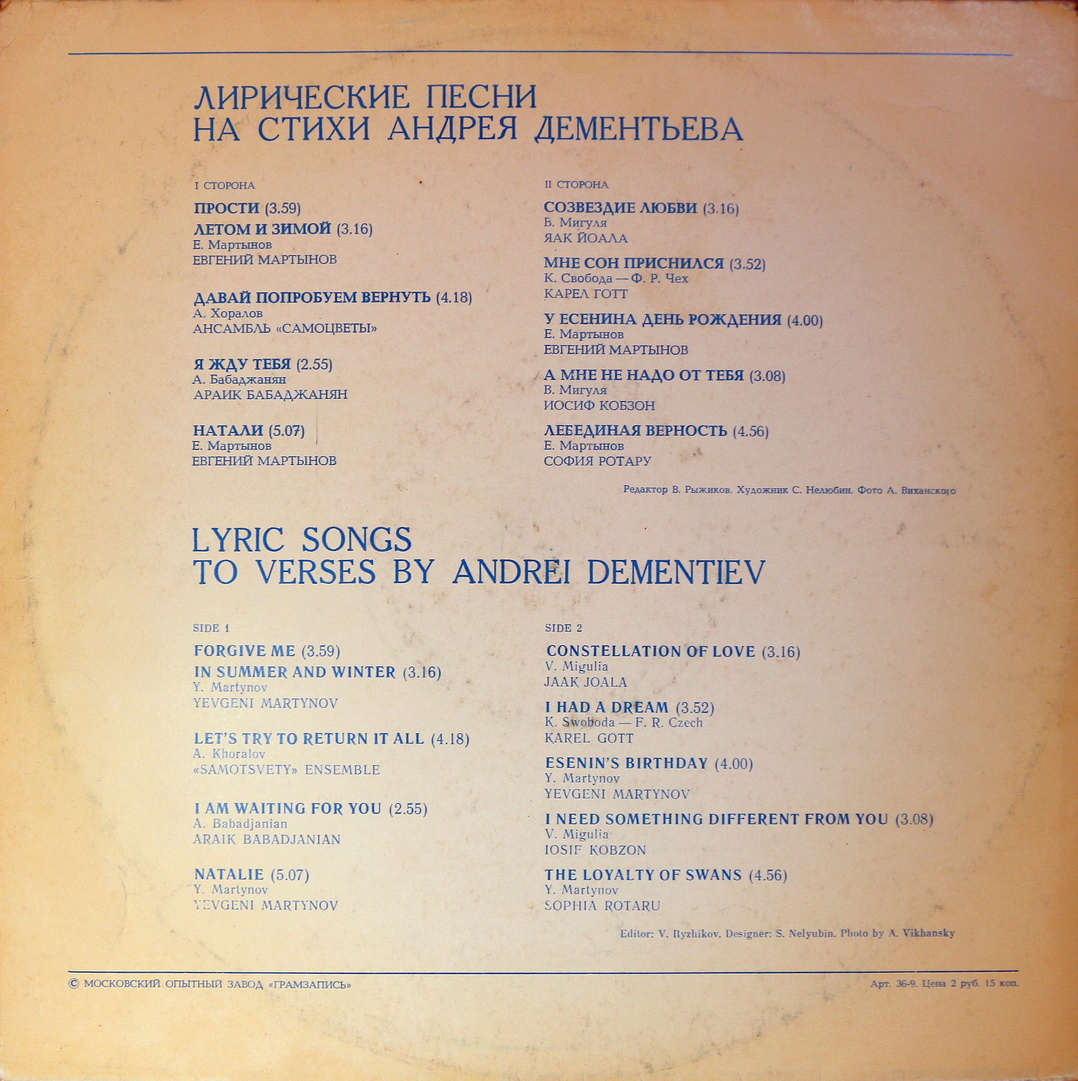 ЛИРИЧЕСКИЕ ПЕСНИ
НА СТИХИ АНДРЕЯ ДЕМЕНТЬЕВА
I СТОРОНА
ПРОСТИ (3.59)
ЛЕТОМ И ЗИМОЙ (3.16)
Е. Мартынов
ЕВГЕНИЙ МАРТЫНОВ
ДАВАЙ ПОПРОБУЕМ ВЕРНУТЬ (4.18)
А. Хоралов
АНСАМБЛЬ «САМОЦВЕТЫ»
Я ЖДУ ТЕБЯ (2.55)
А. Бабаджанян
АРАИК БАБАДЖАНЯН
НАТАЛИ (5.07)
Е. Мартынов
ЕВГЕНИЙ МАРТЫНОВ
II СТОРОНА
СОЗВЕЗДИЕ ЛЮБВИ (3.16)
В. Мигуля
ЯАК ЙОАЛА
МНЕ СОН ПРИСНИЛСЯ (3.52)
К. Свобода — Ф. Р. Чех
КАРЕЛ ГОТТ
У ЕСЕНИНА ДЕНЬ РОЖДЕНИЯ (4.00)
Е. Мартынов
ЕВГЕНИЙ МАРТЫНОВ
А МНЕ НЕ НАДО ОТ ТЕБЯ (3.08)
В. Мигуля
ИОСИФ КОБЗОН
ЛЕБЕДИНАЯ ВЕРНОСТЬ (4.56)
Е. Мартынов
СОФИЯ РОТАРУ
Редактор В. Рыжиков. Художник С. Нелюбин. Фото А. Виханского
LYRIC SONGS
TO VERSES BY ANDREI DEMENTIEV
SIDE 1
FORGIVE ME (3.59)
IN SUMMER AND WINTER (3.16)
Y. Martynov
YEVGENI MARTYNOV
LET'S TRY TO RETURN IT ALL (4.18)
A. Khoralov
«SAMOTSVETY» ENSEMBLE
I AM WAITING FOR YOU (2.55)
A. Babadjanian
ARAIK BABADJANIAN
NATALIE (5.07)
Y. Martynov
YEVGENI MARTYNOV
SIDE 2
CONSTELLATION OF LOVE (3.16)
V. Migulia
JAAK JOALA
I HAD A DREAM (3.52)
K. Swoboda — F. R. Czech
KAREL GOTT
ESENIN'S BIRTHDAY (4.00)
Y. Martynov
YEVGENI MARTYNOV
I NEED SOMETHING DIFFERENT FROM YOU (3.08)
V. Migulia
IOSIF KOBZON
THE LOYALTY OF SWANS (4.56)
Y. Martynov
SOPHIA ROTARU
Editor: V. Ryzhikov. Designer: S. Nelyubin. Photo by A. Vikhansky
© МОСКОВСКИЙ ОПЫТНЫЙ ЗАВОД «ГРАМЗАПИСЬ»
Арт. 36-9. Цена 2 руб. 15 коп.